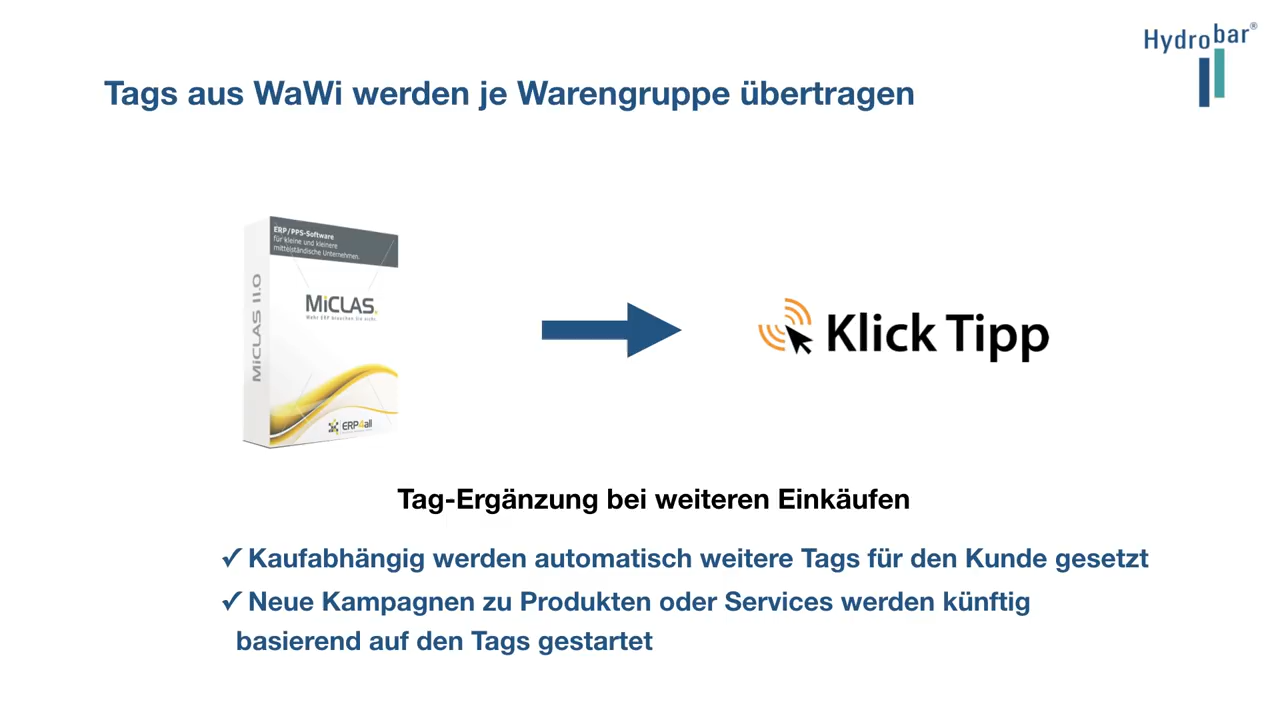 Hydrobar®
Tags aus WaWi werden je Warengruppe übertragen
ERP/PPS-Software
für kleine und kleinere
mittelständische Unternehmen.
MiCLAS.
Mehr ERP brauchen Sie nicht.
MiCLAS 11.0
ERP4all
Klick Tipp
Tag-Ergänzung bei weiteren Einkäufen
✓ Kaufabhängig werden automatisch weitere Tags für den Kunde gesetzt
✓ Neue Kampagnen zu Produkten oder Services werden künftig
basierend auf den Tags gestartet